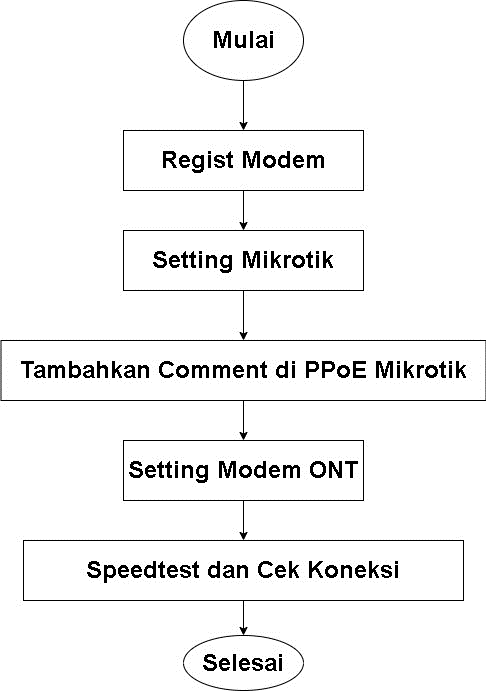 Mulai
Regist Modem
Setting Mikrotik
Tambahkan Comment di PPoE Mikrotik
Setting Modem ONT
Speedtest dan Cek Koneksi
Selesai